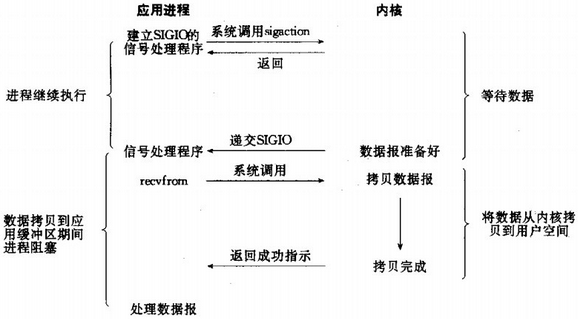 应用进程
内核
建立SIGIO的
信号处理程序
系统调用sigaction
返回
进程继续执行
等待数据
递交SIGIO
信号处理程序
数据报准备好
系统调用
recvfrom
拷贝数据报
数据拷贝到应
用缓冲区期间
进程阻塞
将数据从内核拷
贝到用户空间
返回成功指示
拷贝完成
处理数据报